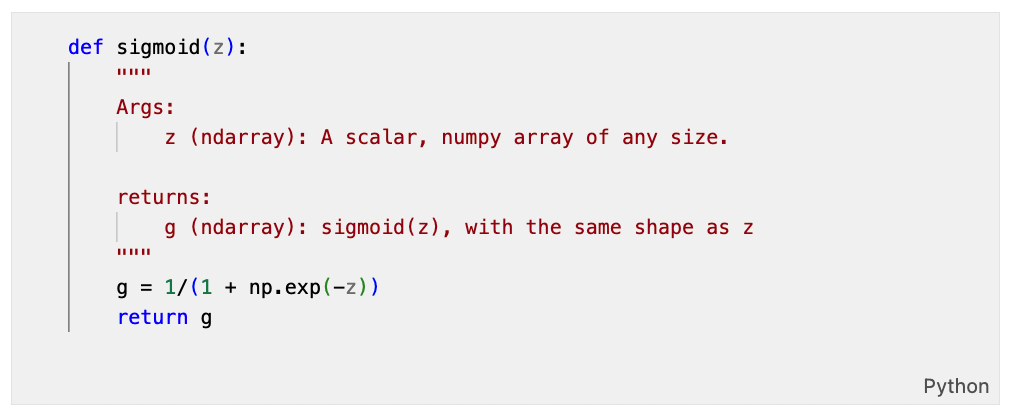 def sigmoid(z):
    """
    Args:
        z (ndarray): A scalar, numpy array of any size.

    returns:
        g (ndarray): sigmoid(z), with the same shape as z
    """
    g = 1/(1 + np.exp(-z))
    return g
Python